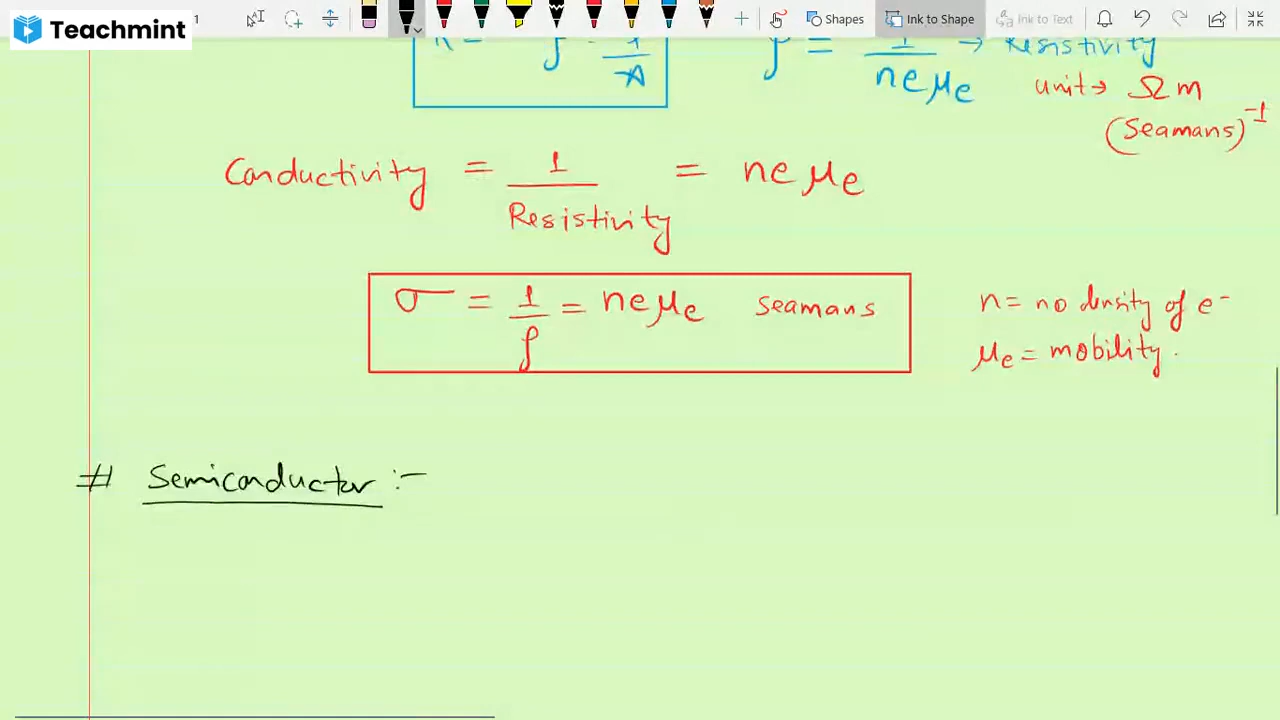 1
Shapes
Ink to Shape
Ink to Text
Teachmint
ρ = 1/neμe → Resistivity
unit → Ωm
(Seamans)⁻¹
Conductivity = 1/Resistivity = neμe
σ = 1/ρ = neμe seamans
n = no density of e⁻
μe = mobility.
# Semiconductor :-